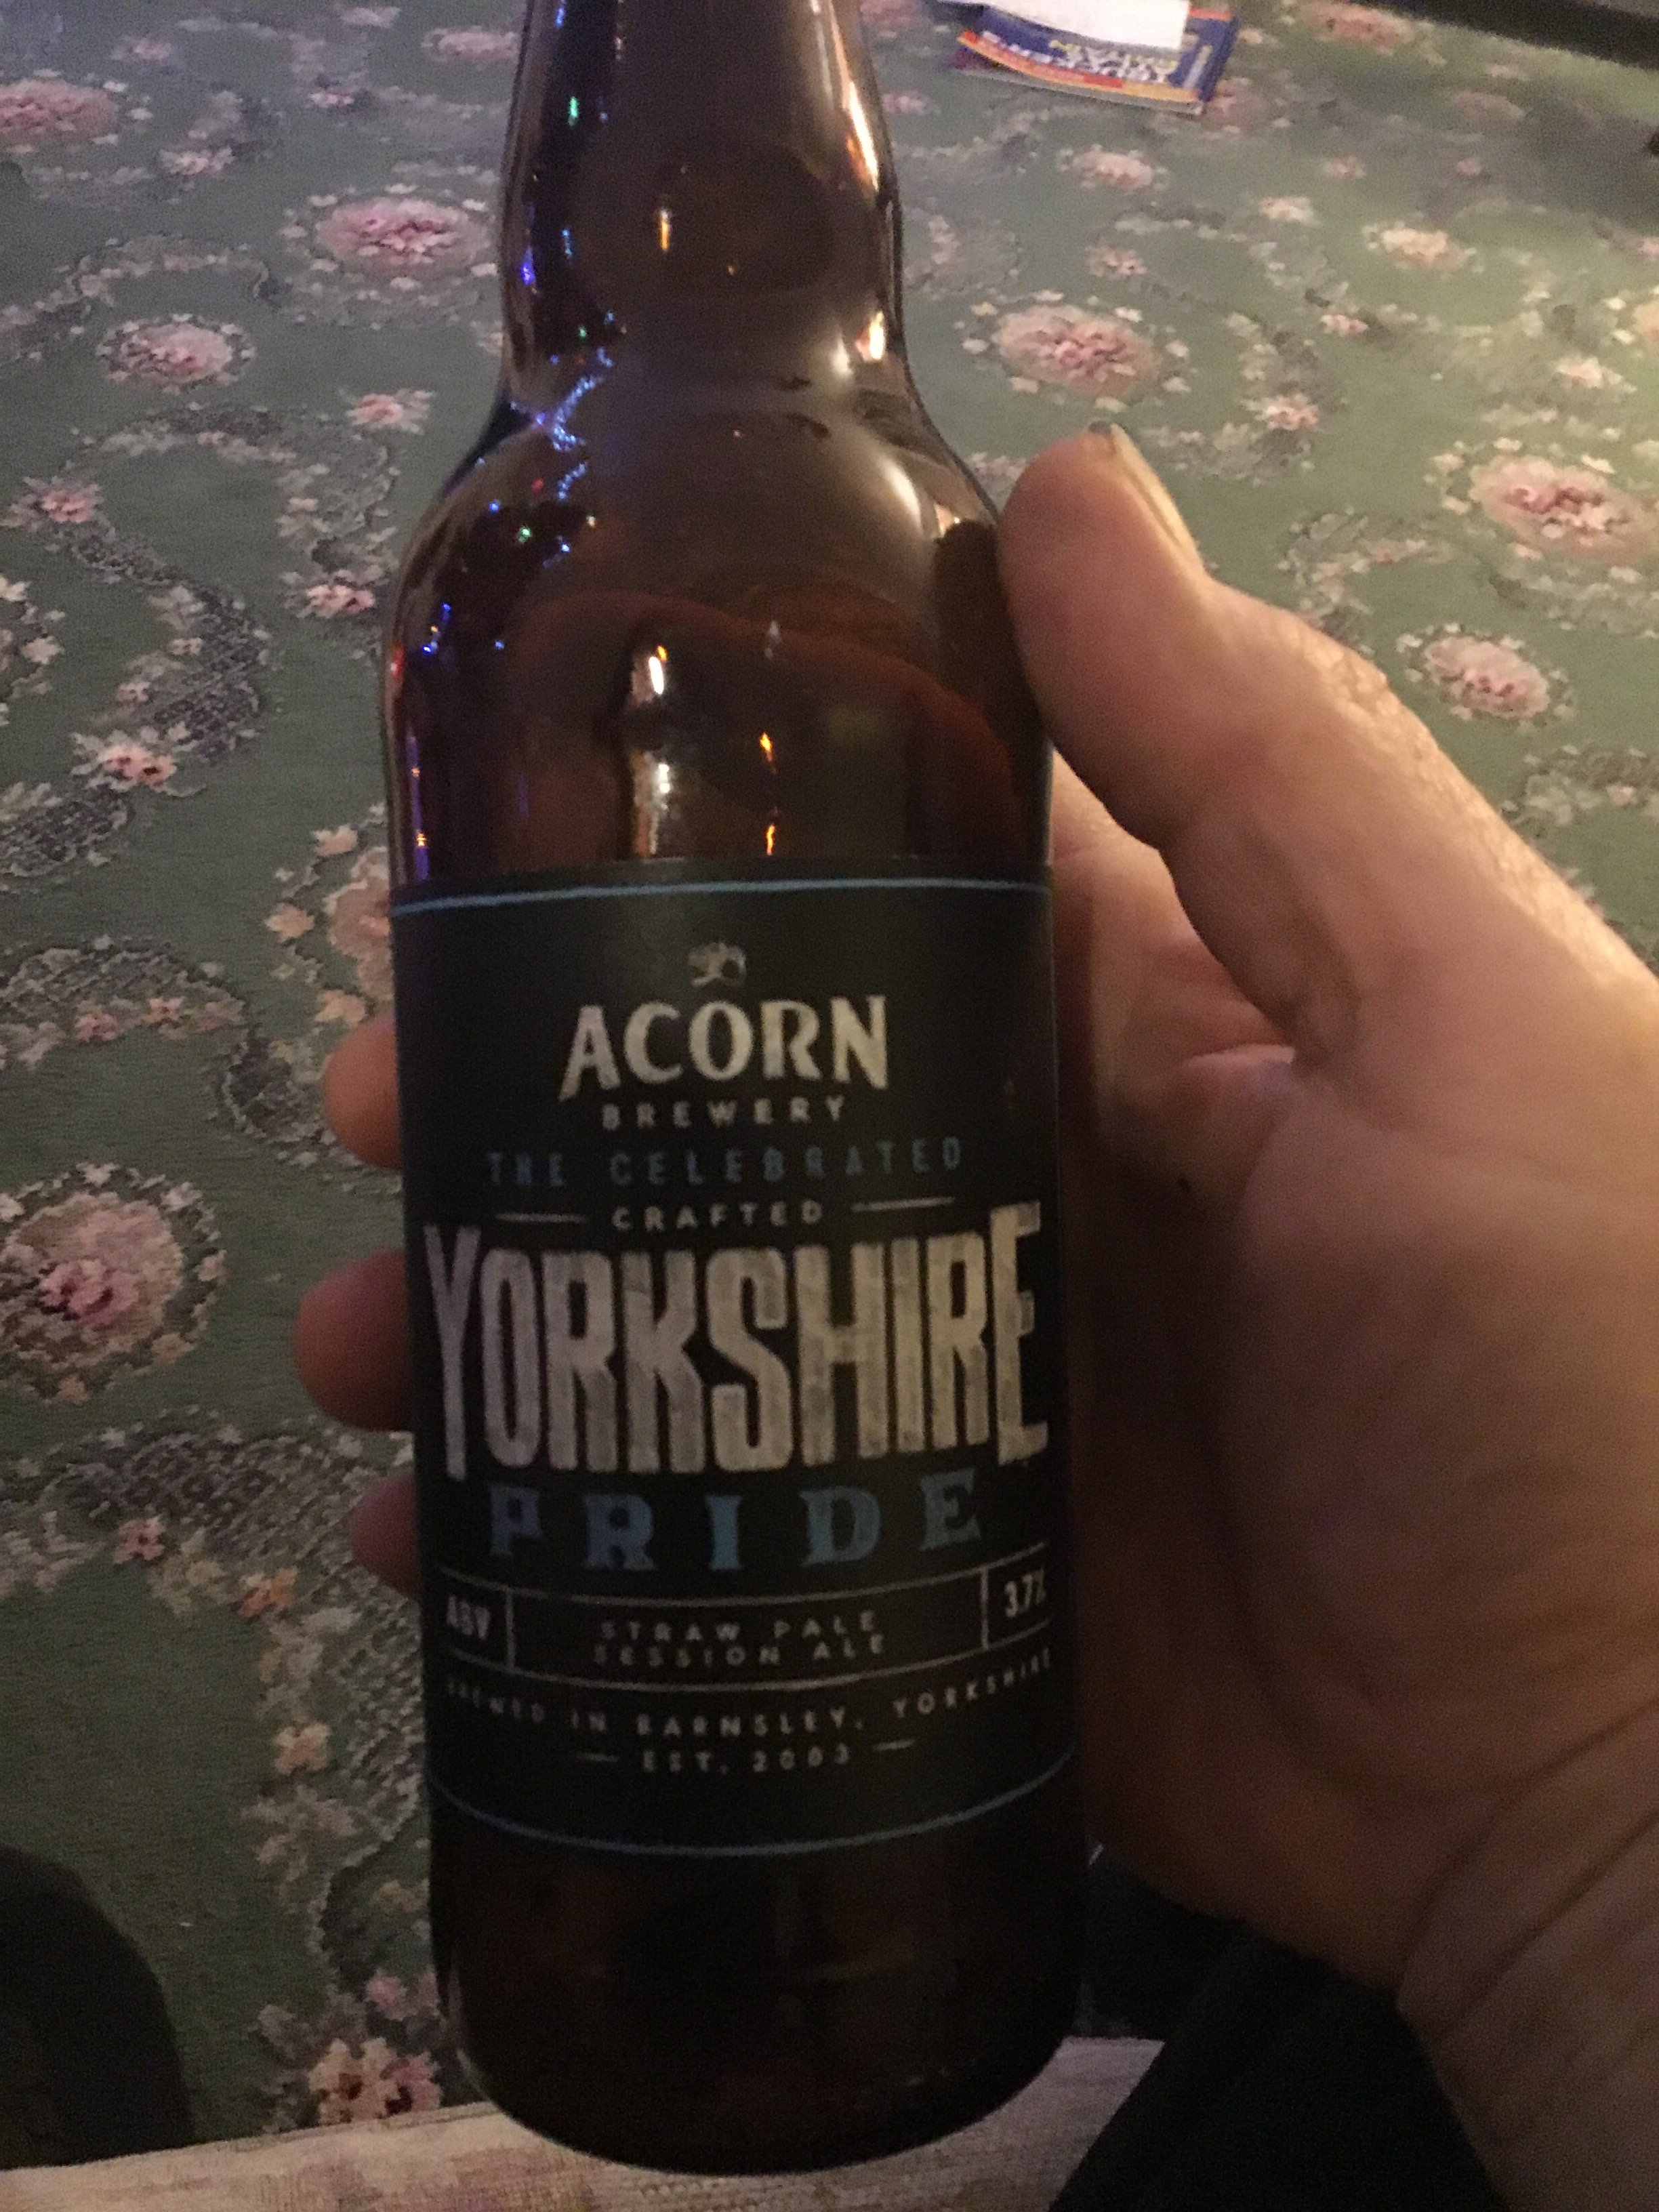 ACORN
BREWERY
THE CELEBRATED
CRAFTED
YORKSHIRE
PRIDE
ABV
STRAW PALE
SESSION ALE
3.7%
BREWED IN BARNSLEY, YORKSHIRE
EST. 2003